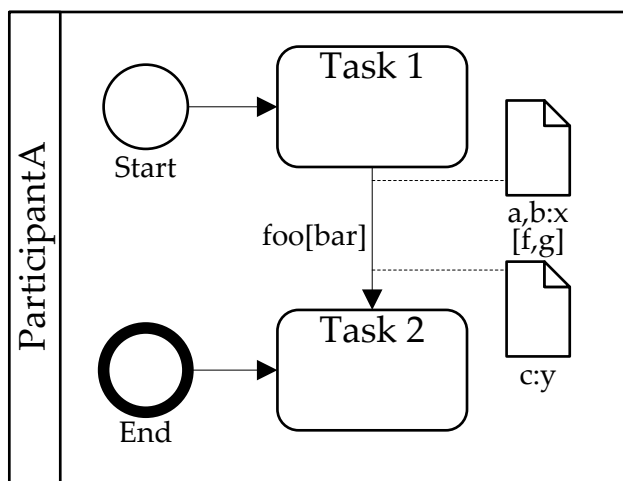 ParticipantA
Task 1
Start
a,b:x
[f,g]
foo[bar]
Task 2
c:y
End